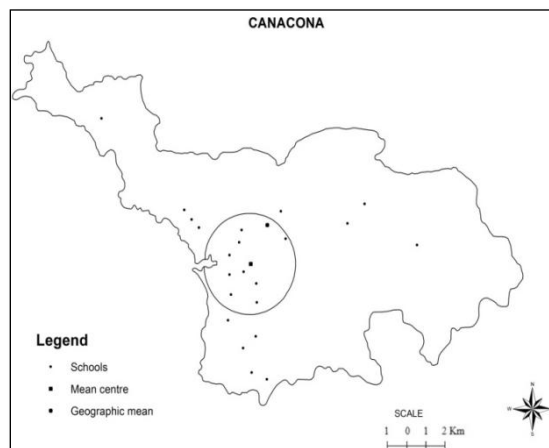 CANACONA
Legend
Schools
Mean centre
Geographic mean
SCALE
1 0 1 2 Km
N
W E
S